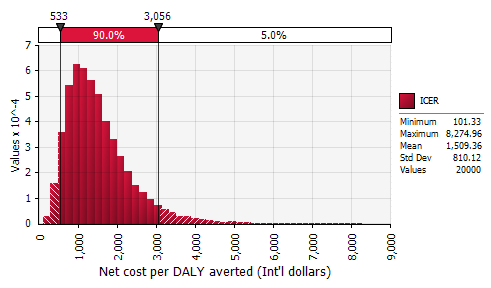 533 3,056
90.0% 5.0%
7
6
5
4
3
2
1
0
Values x 10^-4
0 1,000 2,000 3,000 4,000 5,000 6,000 7,000 8,000 9,000
Net cost per DALY averted (Int'l dollars)
ICER
Minimum 101.33
Maximum 8,274.96
Mean 1,509.36
Std Dev 810.12
Values 20000